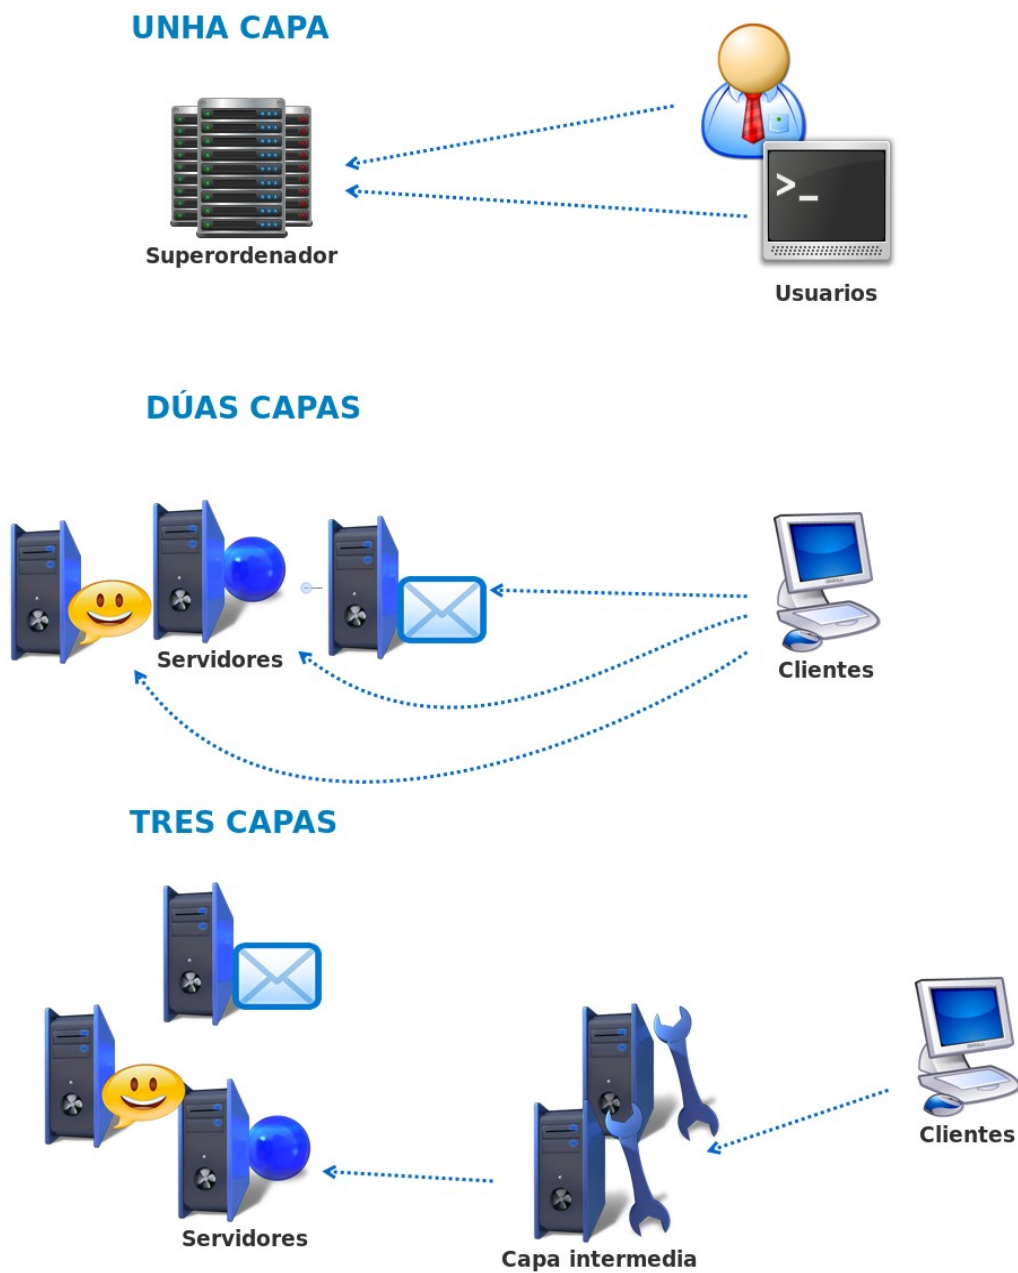 UNHA CAPA
>_
Superordenador
Usuarios
DÚAS CAPAS
Servidores
Clientes
TRES CAPAS
Clientes
Servidores
Capa intermedia